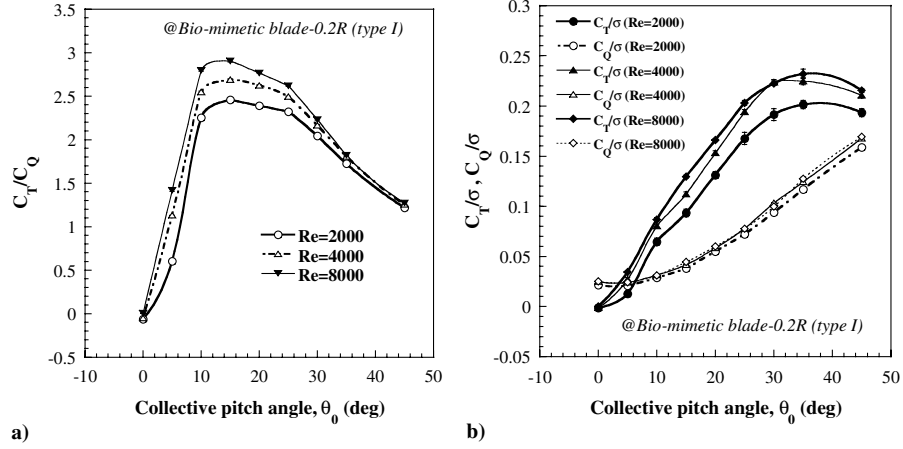 @Bio-mimetic blade-0.2R (type I)
3.5
3
2.5
2
1.5
1
0.5
0
-0.5
C_T/C_Q
Re=2000
Re=4000
Re=8000
-10 0 10 20 30 40 50
Collective pitch angle, θ_0 (deg)
a)
0.30
0.25
0.20
0.15
0.10
0.05
0
-0.05
C_T/σ , C_Q/σ
C_T/σ (Re=2000)
C_Q/σ (Re=2000)
C_T/σ (Re=4000)
C_Q/σ (Re=4000)
C_T/σ (Re=8000)
C_Q/σ (Re=8000)
@Bio-mimetic blade-0.2R (type I)
-10 0 10 20 30 40 50
Collective pitch angle, θ_0 (deg)
b)